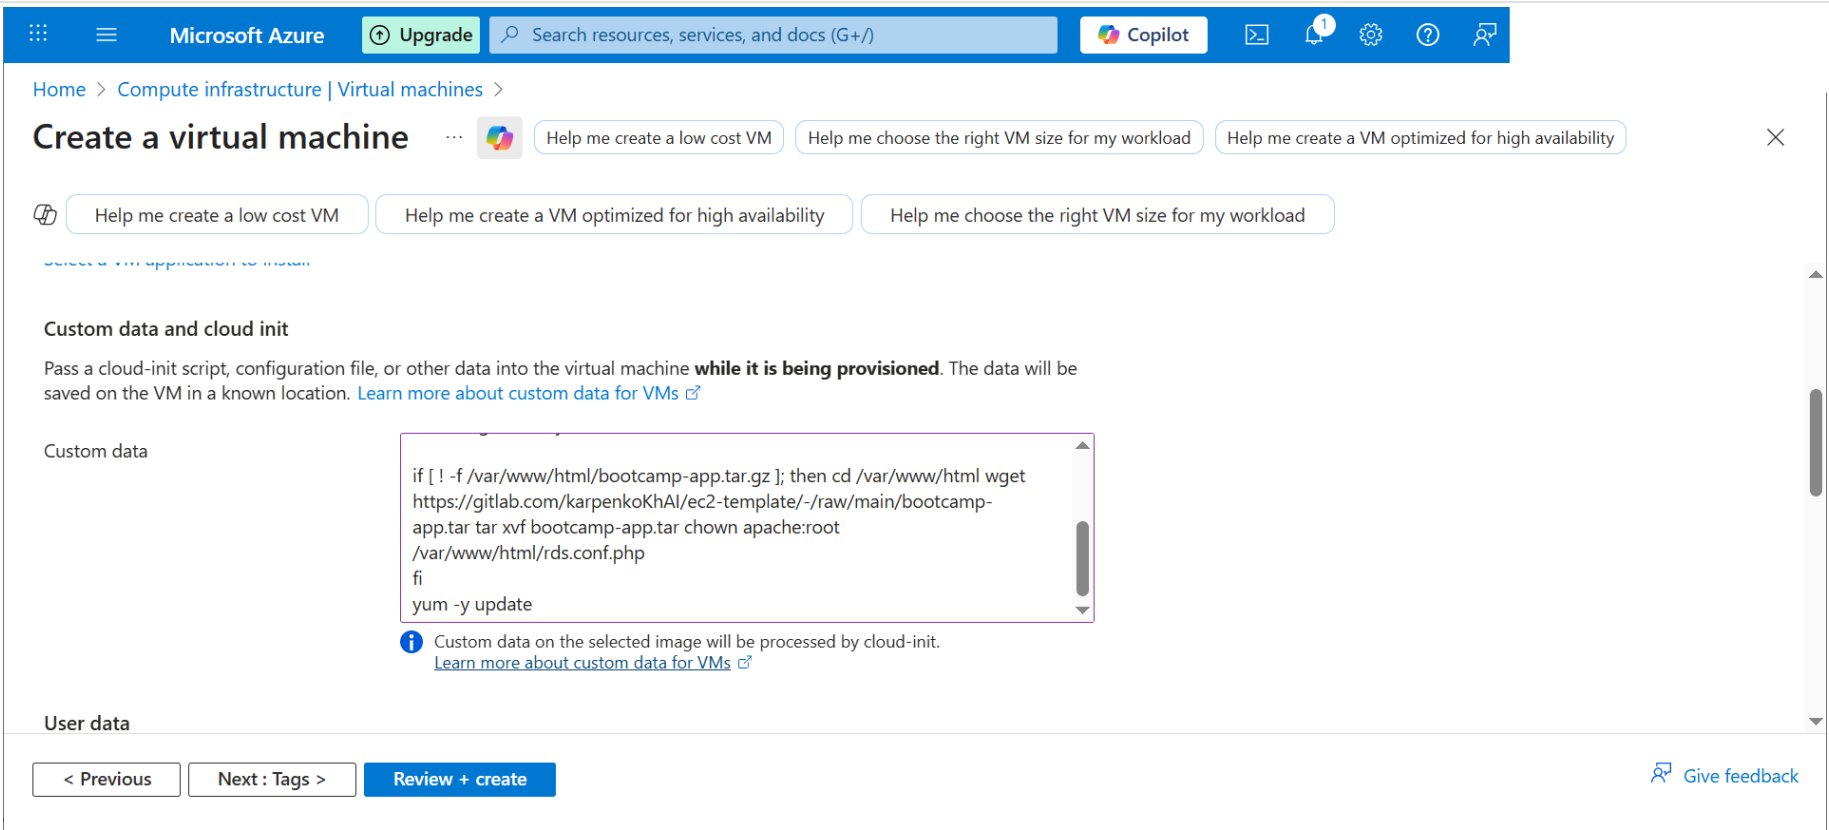 Microsoft Azure
Upgrade
Search resources, services, and docs (G+/)
Copilot
1
Home > Compute infrastructure | Virtual machines >
Create a virtual machine
...
Help me create a low cost VM
Help me choose the right VM size for my workload
Help me create a VM optimized for high availability
Help me create a low cost VM
Help me create a VM optimized for high availability
Help me choose the right VM size for my workload
Select a VM application to install
Custom data and cloud init
Pass a cloud-init script, configuration file, or other data into the virtual machine while it is being provisioned. The data will be
saved on the VM in a known location. Learn more about custom data for VMs
Custom data
if [ ! -f /var/www/html/bootcamp-app.tar.gz ]; then cd /var/www/html wget
https://gitlab.com/karpenkoKhAI/ec2-template/-/raw/main/bootcamp-
app.tar tar xvf bootcamp-app.tar chown apache:root
/var/www/html/rds.conf.php
fi
yum -y update
Custom data on the selected image will be processed by cloud-init.
Learn more about custom data for VMs
User data
< Previous
Next : Tags >
Review + create
Give feedback